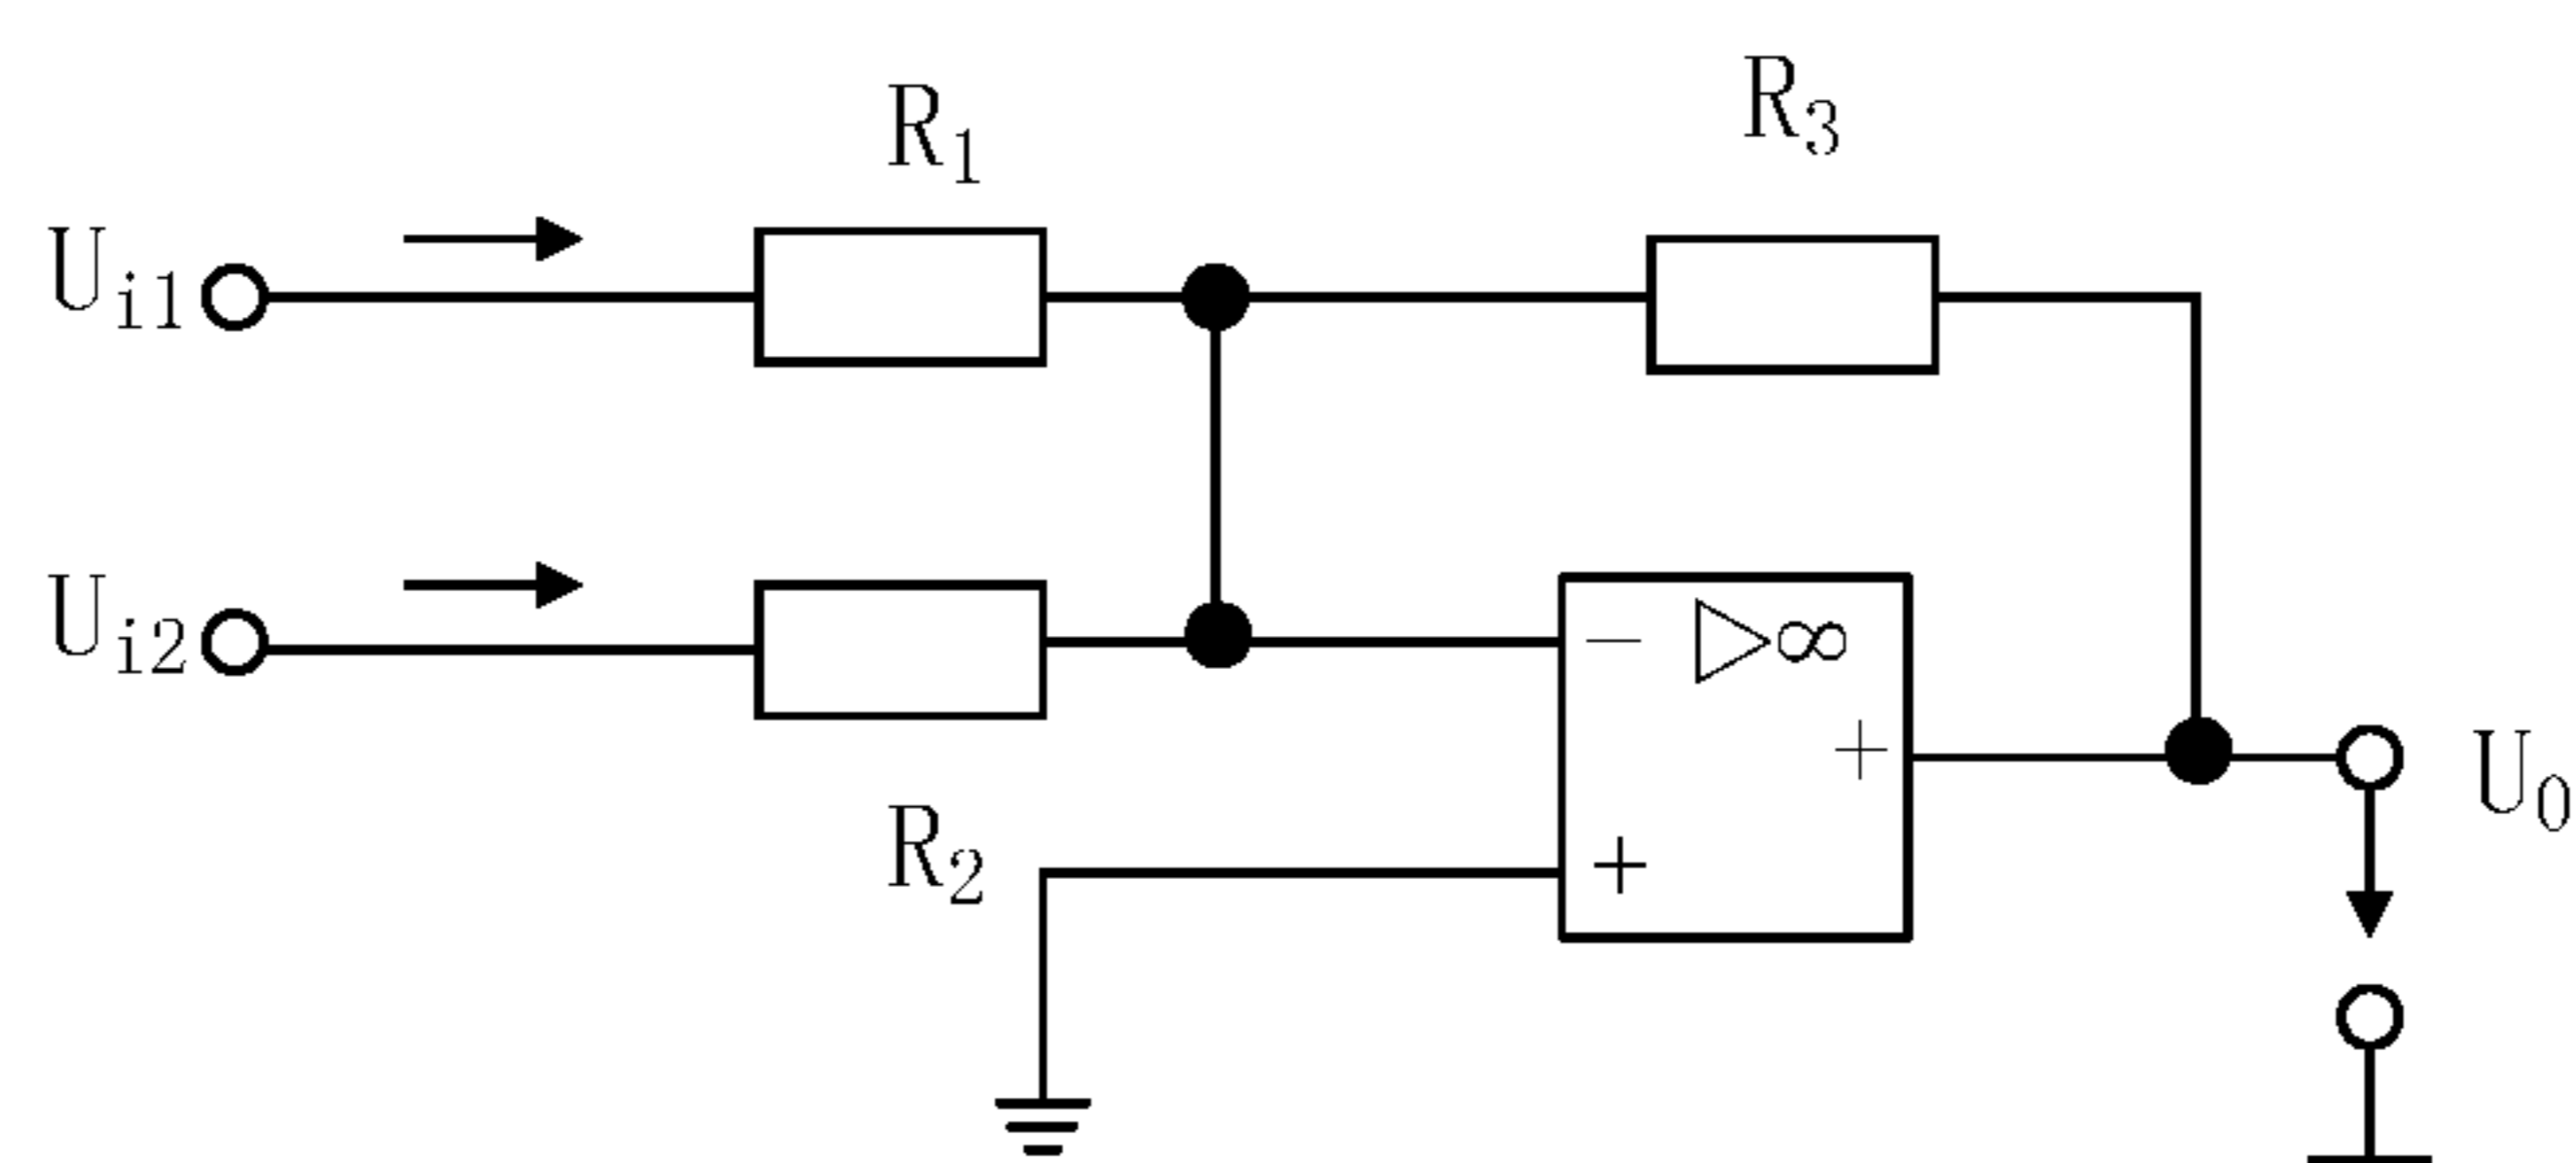 R₁
R₃
Uᵢ₁
Uᵢ₂
− ▷∞
+
U₀
R₂
+